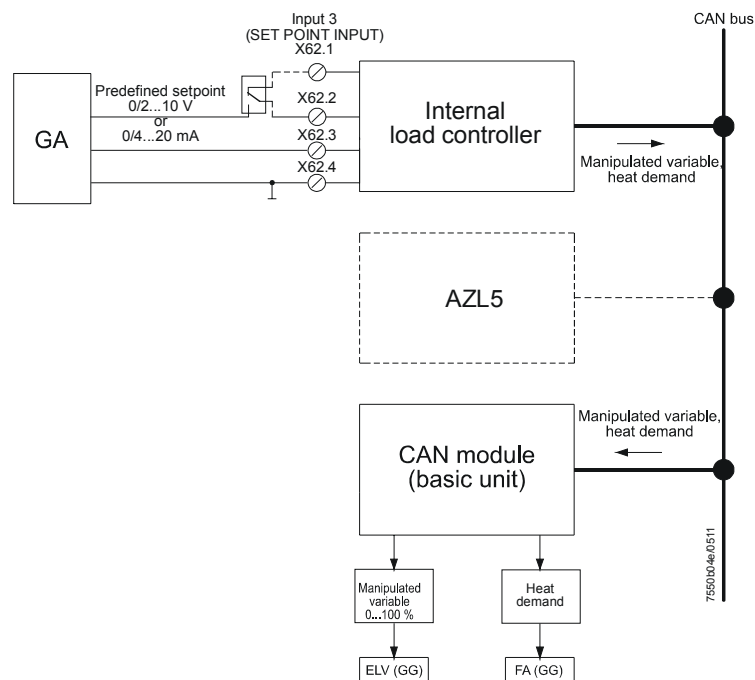 CAN bus
Input 3
(SET POINT INPUT)
X62.1
Predefined setpoint
0/2...10 V
or
0/4...20 mA
GA
X62.2
X62.3
X62.4
Internal
load controller
Manipulated variable,
heat demand
AZL5
Manipulated variable,
heat demand
CAN module
(basic unit)
Manipulated
variable
0...100 %
Heat
demand
ELV (GG)
FA (GG)
7550b04e/0511